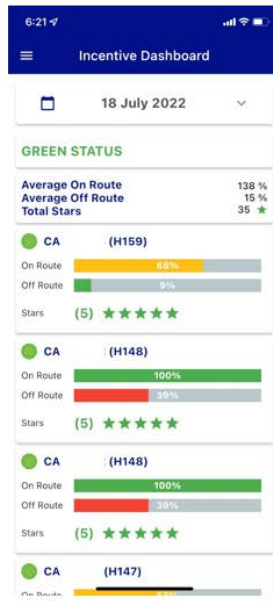 6:21
Incentive Dashboard
18 July 2022
GREEN STATUS
Average On Route 138 %
Average Off Route 15 %
Total Stars 35
CA (H159)
On Route 68%
Off Route 9%
Stars (5)
CA (H148)
On Route 100%
Off Route 39%
Stars (5)
CA (H148)
On Route 100%
Off Route 39%
Stars (5)
CA (H147)
On Route